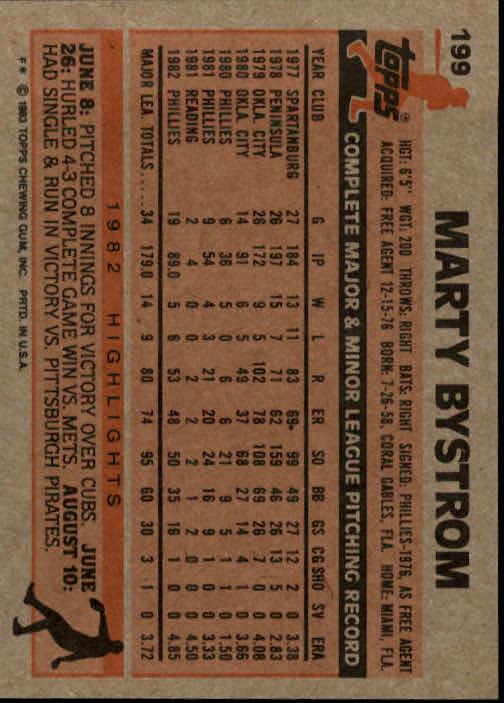 199
topps®
MARTY BYSTROM
HGT: 6'5" WGT: 200 THROWS: RIGHT BATS: RIGHT SIGNED: PHILLIES-1976, AS FREE AGENT
ACQUIRED: FREE AGENT 12-15-76 BORN: 7-26-58, CORAL GABLES, FLA. HOME: MIAMI, FLA.
COMPLETE MAJOR & MINOR LEAGUE PITCHING RECORD
YEAR CLUB G IP W L R ER SO BB GS CG SHO SV ERA
1977 SPARTANBURG 27 184 13 11 83 69• 99 49 27 12 2 0 3.38
1978 PENINSULA 26 197 15 7 71 62 159 46 26 13 5 0 2.83
1979 OKLA. CITY 26 172 9 5 102 78 108 69 26 7 0 0 4.08
1980 OKLA. CITY 14 91 6 5 49 37 68 27 14 4 1 0 3.66
1980 PHILLIES 6 36 5 0 6 6 21 9 5 1 1 0 1.50
1981 PHILLIES 9 54 4 3 21 20 24 16 9 1 0 0 3.33
1981 READING 2 4 0 0 2 2 2 1 2 0 0 0 4.50
1982 PHILLIES 19 89.0 5 6 53 48 50 35 16 1 0 0 4.85
MAJOR LEA. TOTALS..... 34 179.0 14 9 80 74 95 60 30 3 1 0 3.72
1982 HIGHLIGHTS
JUNE 8: PITCHED 8 INNINGS FOR VICTORY OVER CUBS. JUNE
26: HURLED 4-3 COMPLETE GAME WIN VS. METS. AUGUST 10:
HAD SINGLE & RUN IN VICTORY VS. PITTSBURGH PIRATES.
F* © 1983 TOPPS CHEWING GUM, INC. PRTD. IN U.S.A.